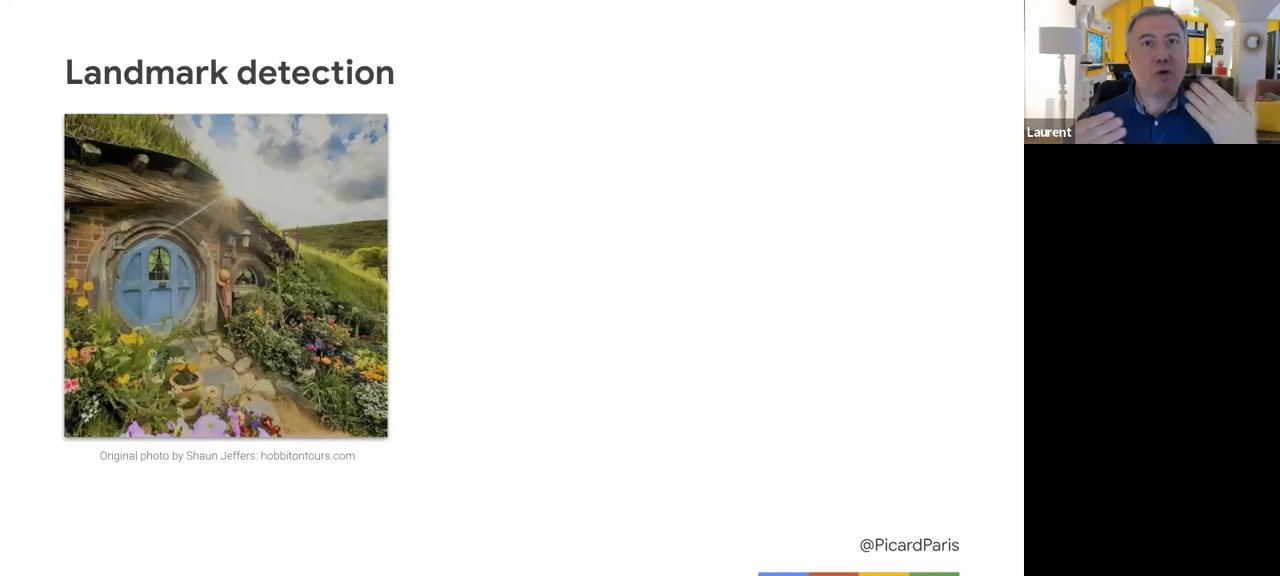 Landmark detection
Laurent
Original photo by Shaun Jeffers: hobbitontours.com
@PicardParis